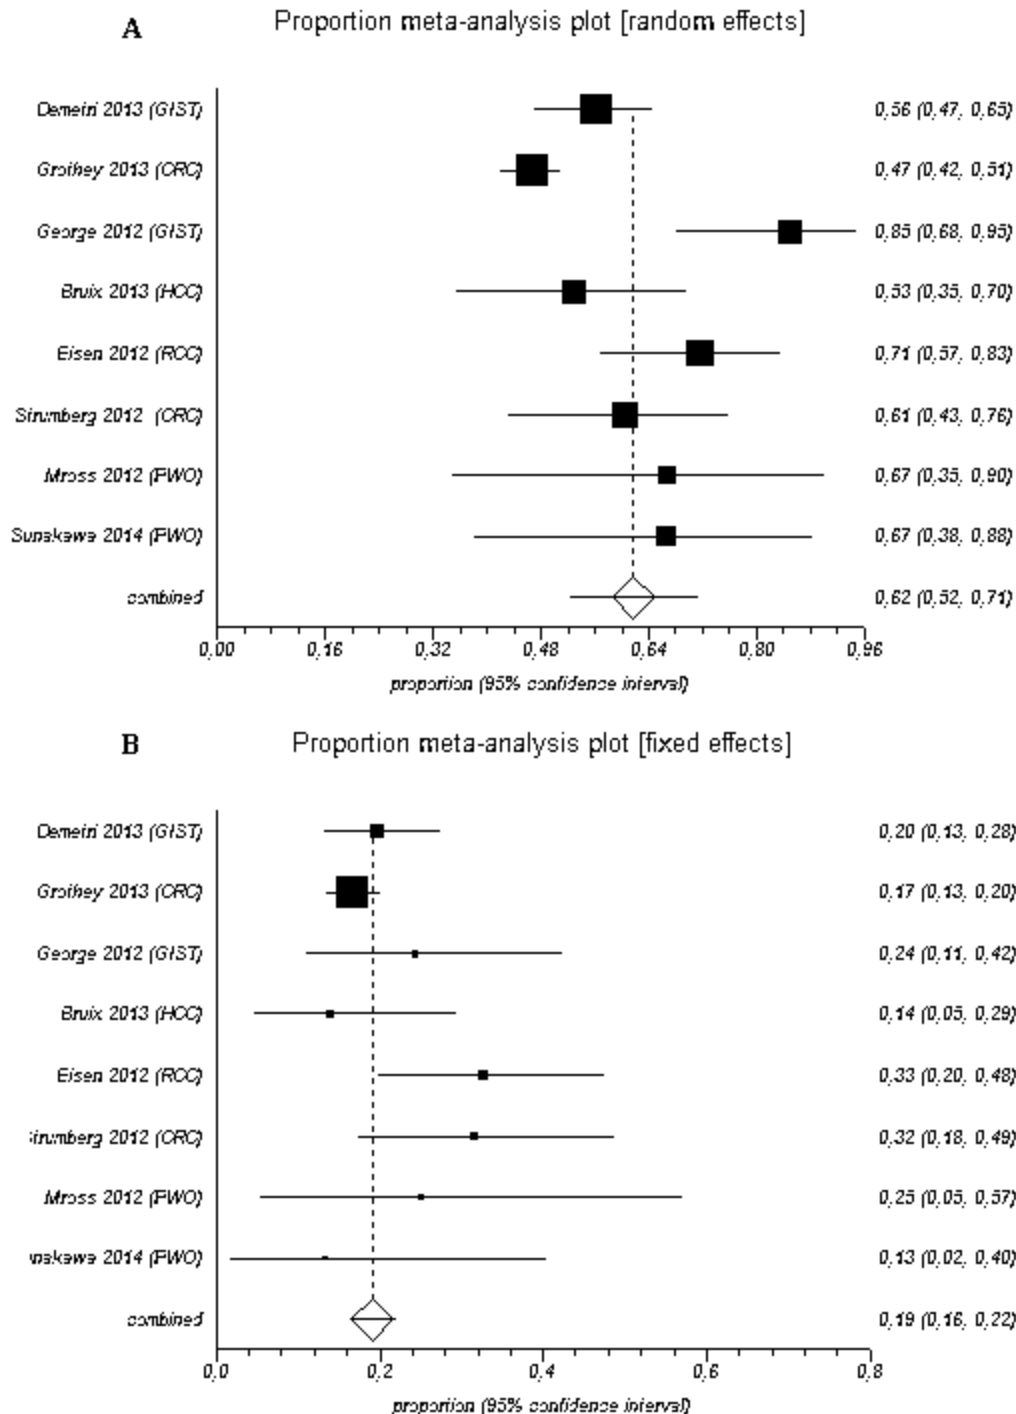 A
Proportion meta-analysis plot [random effects]
Demetri 2013 (GIST) 0,56 (0,47, 0,65)
Grothey 2013 (CRC) 0,47 (0,42, 0,51)
George 2012 (GIST) 0,85 (0,68, 0,95)
Bruix 2013 (HCC) 0,53 (0,35, 0,70)
Eisen 2012 (RCC) 0,71 (0,57, 0,83)
Strumberg 2012 (CRC) 0,61 (0,43, 0,76)
Mross 2012 (PWO) 0,67 (0,35, 0,90)
Sunakawa 2014 (PWO) 0,67 (0,38, 0,88)
combined 0,62 (0,52, 0,71)
0,00 0,16 0,32 0,48 0,64 0,80 0,96
proportion (95% confidence interval)
B
Proportion meta-analysis plot [fixed effects]
Demetri 2013 (GIST) 0,20 (0,13, 0,28)
Grothey 2013 (CRC) 0,17 (0,13, 0,20)
George 2012 (GIST) 0,24 (0,11, 0,42)
Bruix 2013 (HCC) 0,14 (0,05, 0,29)
Eisen 2012 (RCC) 0,33 (0,20, 0,48)
trumberg 2012 (CRC) 0,32 (0,18, 0,49)
Mross 2012 (PWO) 0,25 (0,05, 0,57)
nakawa 2014 (PWO) 0,13 (0,02, 0,40)
combined 0,19 (0,16, 0,22)
0,0 0,2 0,4 0,6 0,8
proportion (95% confidence interval)